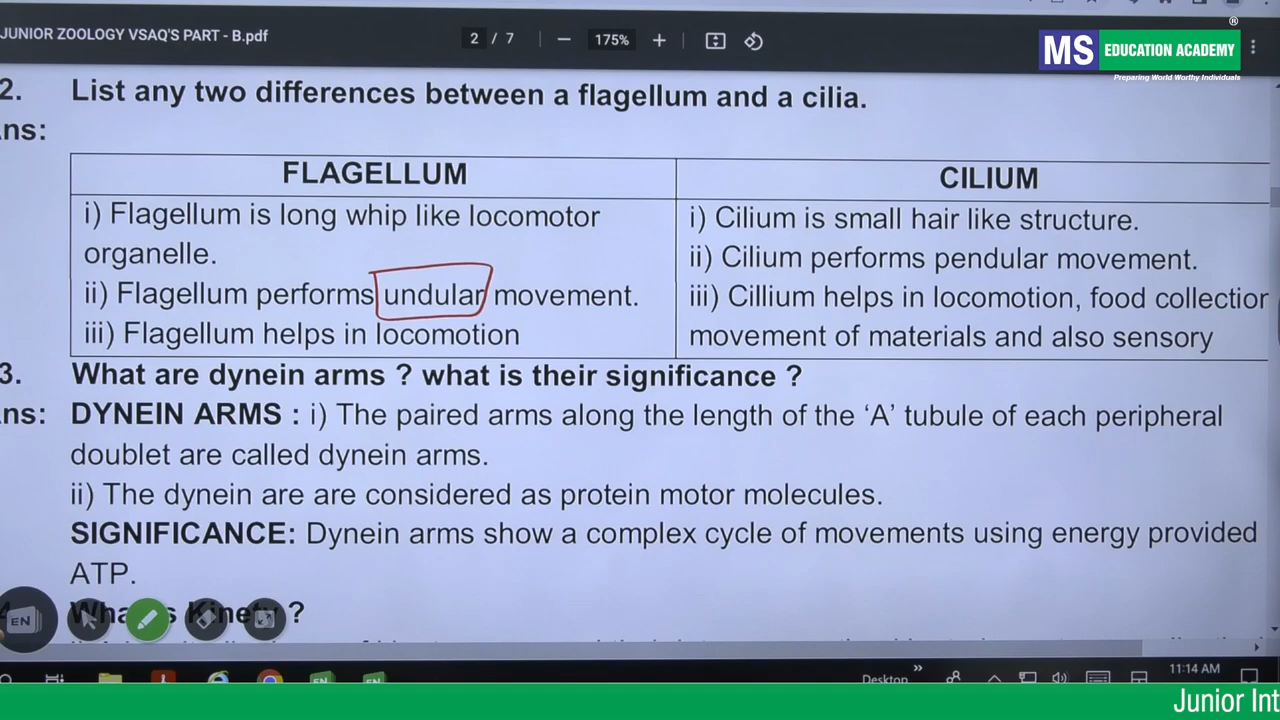 JUNIOR ZOOLOGY VSAQ'S PART - B.pdf
2 / 7
175%
®
MS EDUCATION ACADEMY
Preparing World Worthy Individuals
2. List any two differences between a flagellum and a cilia.
ns:
FLAGELLUM
i) Flagellum is long whip like locomotor
organelle.
ii) Flagellum performs undular movement.
iii) Flagellum helps in locomotion
CILIUM
i) Cilium is small hair like structure.
ii) Cilium performs pendular movement.
iii) Cillium helps in locomotion, food collection
movement of materials and also sensory
3. What are dynein arms ? what is their significance ?
ns: DYNEIN ARMS : i) The paired arms along the length of the ‘A’ tubule of each peripheral
doublet are called dynein arms.
ii) The dynein are are considered as protein motor molecules.
SIGNIFICANCE: Dynein arms show a complex cycle of movements using energy provided
ATP.
?
EN
Desktop
11:14 AM
Junior Int